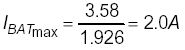 I_BATmax = 3.58 / 1.926 = 2.0A